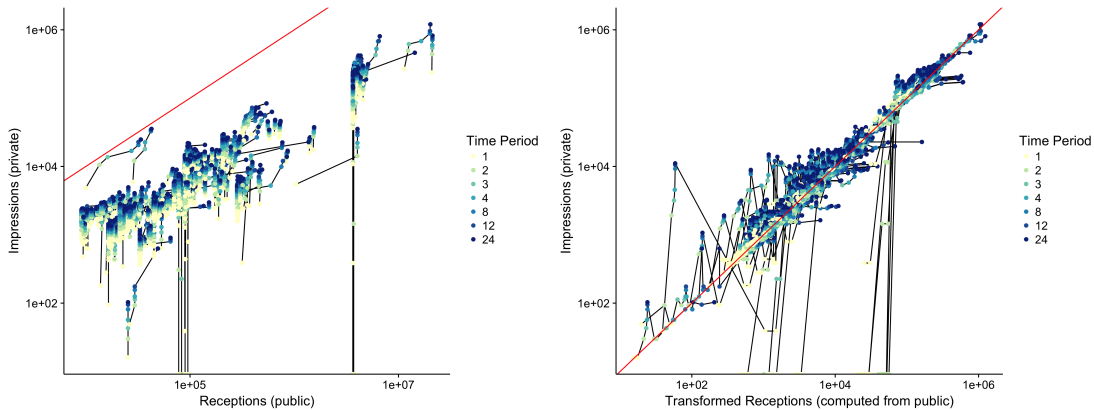 1e+06
1e+04
1e+02
Impressions (private)
1e+05
1e+07
Receptions (public)
Time Period
1
2
3
4
8
12
24
1e+06
1e+04
1e+02
Impressions (private)
1e+02
1e+04
1e+06
Transformed Receptions (computed from public)
Time Period
1
2
3
4
8
12
24